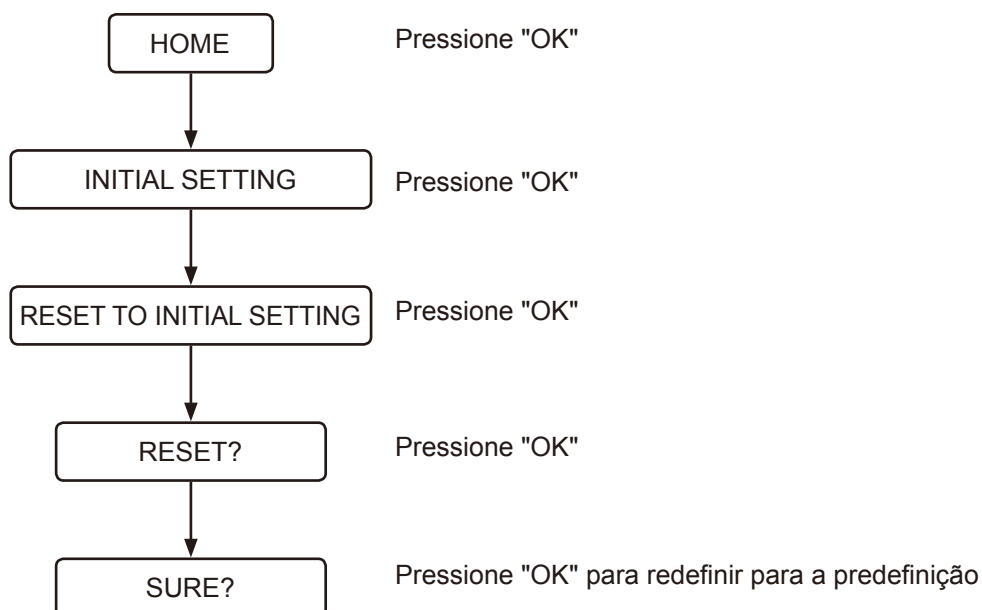 HOME
Pressione "OK"
INITIAL SETTING
Pressione "OK"
RESET TO INITIAL SETTING
Pressione "OK"
RESET?
Pressione "OK"
SURE?
Pressione "OK" para redefinir para a predefinição